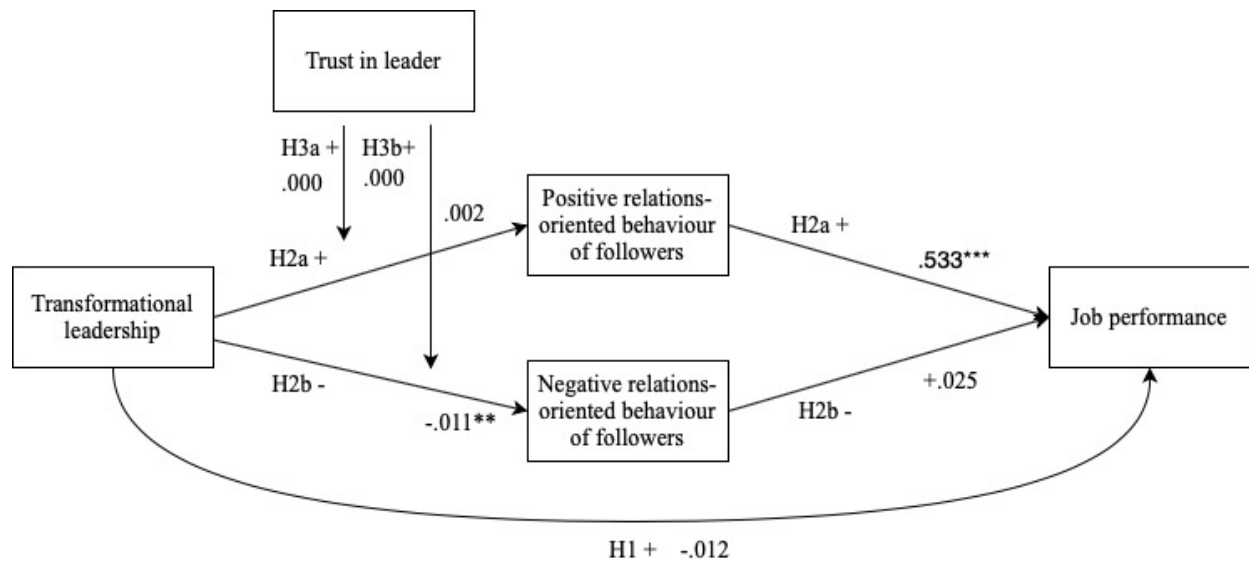 Trust in leader
H3a +
.000
H3b+
.000
.002
Positive relations-
oriented behaviour
of followers
H2a +
.533***
H2a +
Transformational
leadership
Job performance
H2b -
-.011**
Negative relations-
oriented behaviour
of followers
+.025
H2b -
H1 + -.012